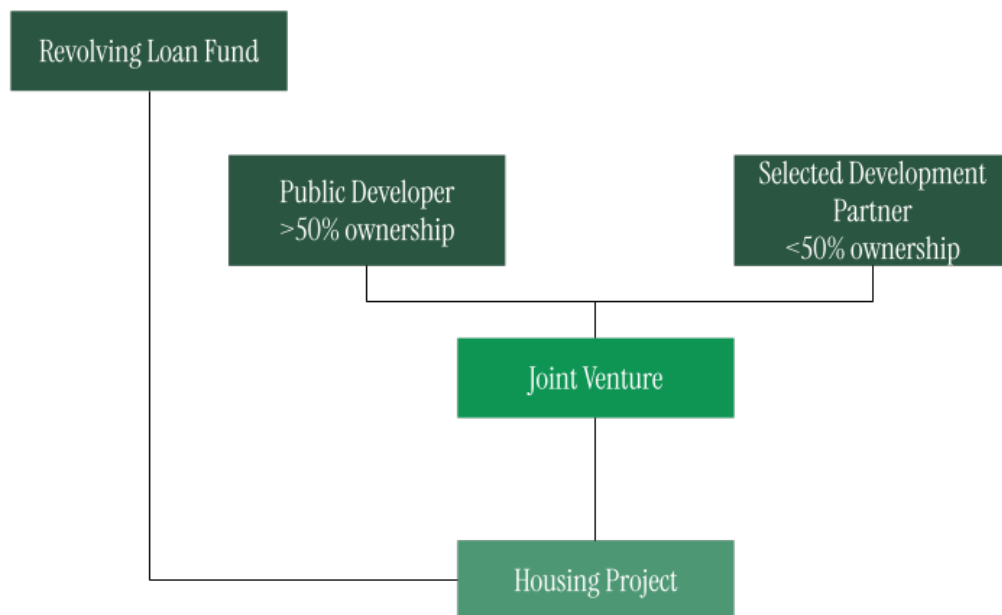 Revolving Loan Fund
Public Developer
>50% ownership
Selected Development
Partner
<50% ownership
Joint Venture
Housing Project